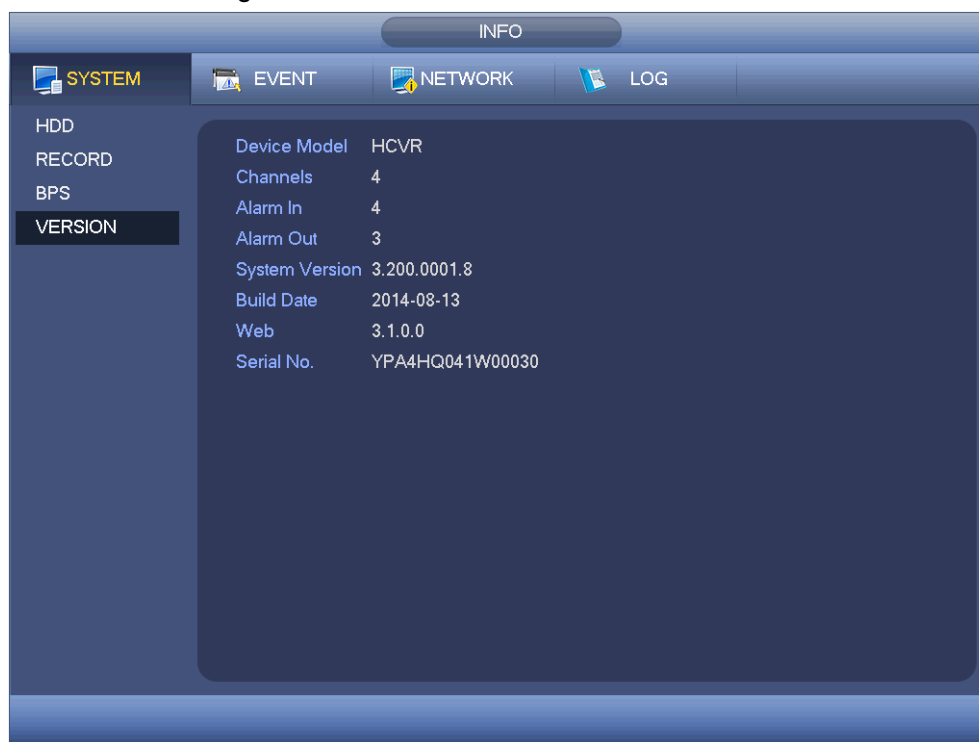 INFO
SYSTEM EVENT NETWORK LOG
HDD
RECORD
BPS
VERSION
Device Model HCVR
Channels 4
Alarm In 4
Alarm Out 3
System Version 3.200.0001.8
Build Date 2014-08-13
Web 3.1.0.0
Serial No. YPA4HQ041W00030